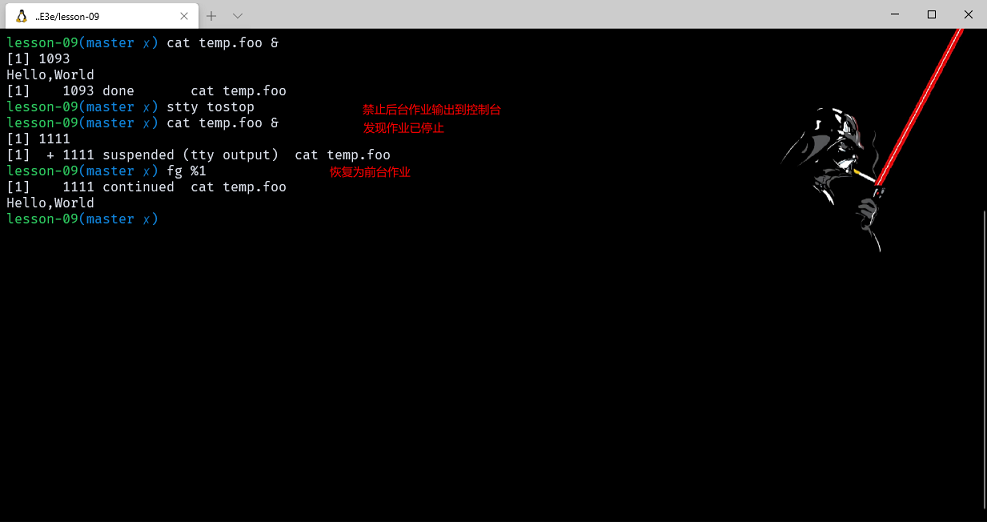 ..E3e/lesson-09
lesson-09(master x) cat temp.foo &
[1] 1093
Hello,World
[1]    1093 done       cat temp.foo
lesson-09(master x) stty tostop 禁止后台作业输出到控制台
lesson-09(master x) cat temp.foo & 发现作业已停止
[1] 1111
[1]  + 1111 suspended (tty output)  cat temp.foo
lesson-09(master x) fg %1 恢复为前台作业
[1]    1111 continued  cat temp.foo
Hello,World
lesson-09(master x)